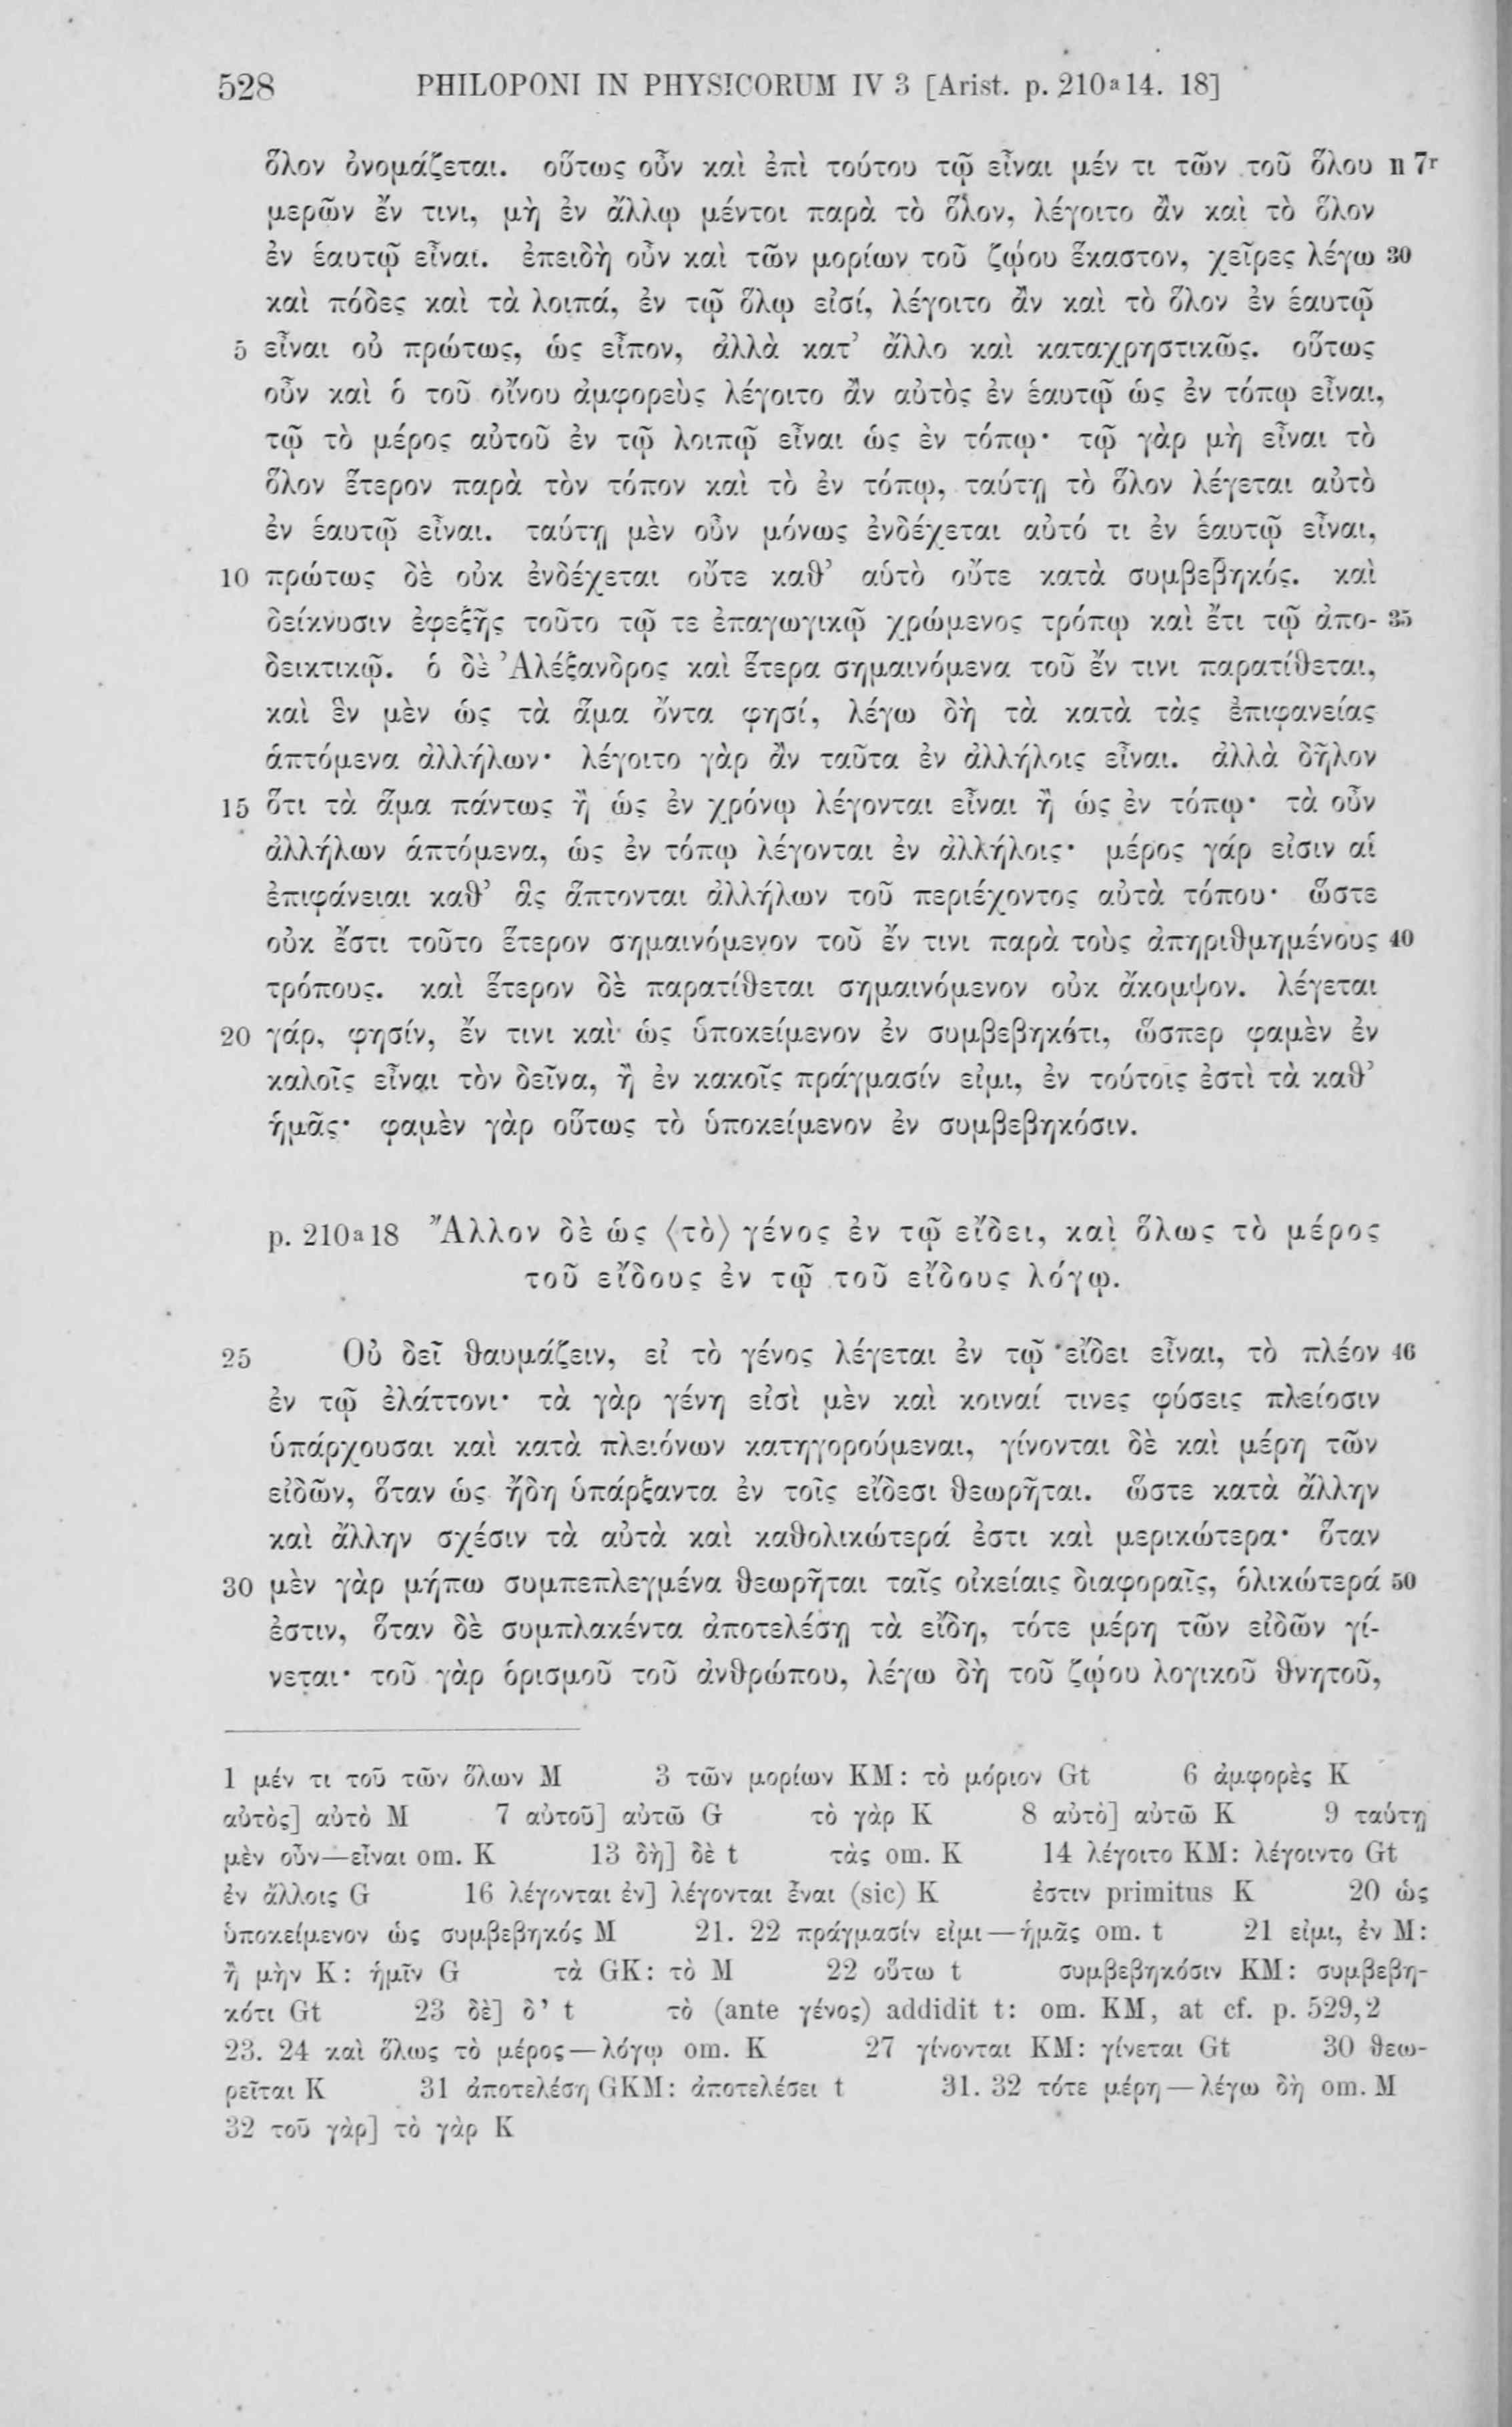 528 PHILOPONI IN PHYSICORUM IV 3 [Arist. p. 210a14. 18]
ὅλον ὀνομάζεται. οὕτως οὖν καὶ ἐπὶ τούτου τῷ εἶναι μέν τι τῶν τοῦ ὅλου n 7r
μερῶν ἔν τινι, μὴ ἐν ἄλλῳ μέντοι παρὰ τὸ ὅλον, λέγοιτο ἂν καὶ τὸ ὅλον
ἐν ἑαυτῷ εἶναι. ἐπειδὴ οὖν καὶ τῶν μορίων τοῦ ζῴου ἕκαστον, χεῖρες λέγω 30
καὶ πόδες καὶ τὰ λοιπά, ἐν τῷ ὅλῳ εἰσί, λέγοιτο ἂν καὶ τὸ ὅλον ἐν ἑαυτῷ
5 εἶναι οὐ πρώτως, ὡς εἶπον, ἀλλὰ κατ’ ἄλλο καὶ καταχρηστικῶς. οὕτως
οὖν καὶ ὁ τοῦ οἴνου ἀμφορεὺς λέγοιτο ἂν αὐτὸς ἐν ἑαυτῷ ὡς ἐν τόπῳ εἶναι,
τῷ τὸ μέρος αὐτοῦ ἐν τῷ λοιπῷ εἶναι ὡς ἐν τόπῳ· τῷ γὰρ μὴ εἶναι τὸ
ὅλον ἕτερον παρὰ τὸν τόπον καὶ τὸ ἐν τόπῳ, ταύτῃ τὸ ὅλον λέγεται αὐτὸ
ἐν ἑαυτῷ εἶναι. ταύτῃ μὲν οὖν μόνως ἐνδέχεται αὐτό τι ἐν ἑαυτῷ εἶναι,
10 πρώτως δὲ οὐκ ἐνδέχεται οὔτε καθ’ αὑτὸ οὔτε κατὰ συμβεβηκός. καὶ
δείκνυσιν ἐφεξῆς τοῦτο τῷ τε ἐπαγωγικῷ χρώμενος τρόπῳ καὶ ἔτι τῷ ἀπο- 35
δεικτικῷ. ὁ δὲ Ἀλέξανδρος καὶ ἕτερα σημαινόμενα τοῦ ἔν τινι παρατίθεται,
καὶ ἓν μὲν ὡς τὰ ἅμα ὄντα φησί, λέγω δὴ τὰ κατὰ τὰς ἐπιφανείας
ἁπτόμενα ἀλλήλων· λέγοιτο γὰρ ἂν ταῦτα ἐν ἀλλήλοις εἶναι. ἀλλὰ δῆλον
15 ὅτι τὰ ἅμα πάντως ἢ ὡς ἐν χρόνῳ λέγονται εἶναι ἢ ὡς ἐν τόπῳ· τὰ οὖν
ἀλλήλων ἁπτόμενα, ὡς ἐν τόπῳ λέγονται ἐν ἀλλήλοις· μέρος γάρ εἰσιν αἱ
ἐπιφάνειαι καθ’ ἃς ἅπτονται ἀλλήλων τοῦ περιέχοντος αὐτὰ τόπου· ὥστε
οὐκ ἔστι τοῦτο ἕτερον σημαινόμενον τοῦ ἔν τινι παρὰ τοὺς ἀπηριθμημένους 40
τρόπους. καὶ ἕτερον δὲ παρατίθεται σημαινόμενον οὐκ ἄκομψον. λέγεται
20 γάρ, φησίν, ἔν τινι καὶ ὡς ὑποκείμενον ἐν συμβεβηκότι, ὥσπερ φαμὲν ἐν
καλοῖς εἶναι τὸν δεῖνα, ἢ ἐν κακοῖς πράγμασίν εἰμι, ἐν τούτοις ἐστὶ τὰ καθ’
ἡμᾶς· φαμὲν γὰρ οὕτως τὸ ὑποκείμενον ἐν συμβεβηκόσιν.
p. 210a18 Ἄλλον δὲ ὡς ⟨τὸ⟩ γένος ἐν τῷ εἴδει, καὶ ὅλως τὸ μέρος
τοῦ εἴδους ἐν τῷ τοῦ εἴδους λόγῳ.
25 Οὐ δεῖ θαυμάζειν, εἰ τὸ γένος λέγεται ἐν τῷ εἴδει εἶναι, τὸ πλέον 46
ἐν τῷ ἐλάττονι· τὰ γὰρ γένη εἰσὶ μὲν καὶ κοιναί τινες φύσεις πλείοσιν
ὑπάρχουσαι καὶ κατὰ πλειόνων κατηγορούμεναι, γίνονται δὲ καὶ μέρη τῶν
εἰδῶν, ὅταν ὡς ἤδη ὑπάρξαντα ἐν τοῖς εἴδεσι θεωρῆται. ὥστε κατὰ ἄλλην
καὶ ἄλλην σχέσιν τὰ αὐτὰ καὶ καθολικώτερά ἐστι καὶ μερικώτερα· ὅταν
30 μὲν γὰρ μήπω συμπεπλεγμένα θεωρῆται ταῖς οἰκείαις διαφοραῖς, ὁλικώτερά 50
ἐστιν, ὅταν δὲ συμπλακέντα ἀποτελέσῃ τὰ εἴδη, τότε μέρη τῶν εἰδῶν γί-
νεται· τοῦ γὰρ ὁρισμοῦ τοῦ ἀνθρώπου, λέγω δὴ τοῦ ζῴου λογικοῦ θνητοῦ,
1 μέν τι τοῦ τῶν ὅλων M 3 τῶν μορίων KM: τὸ μόριον Gt 6 ἀμφορὲς K
αὐτὸς] αὐτὸ M 7 αὐτοῦ] αὐτῶ G τὸ γὰρ K 8 αὐτὸ] αὐτῶ K 9 ταύτῃ
μὲν οὖν—εἶναι om. K 13 δὴ] δὲ t τὰς om. K 14 λέγοιτο KM: λέγοιντο Gt
ἐν ἄλλοις G 16 λέγονται ἐν] λέγονται ἕναι (sic) K ἐστιν primitus K 20 ὡς
ὑποκείμενον ὡς συμβεβηκός M 21. 22 πράγμασίν εἰμι—ἡμᾶς om. t 21 εἰμι, ἐν M:
ἢ μὴν K: ἡμῖν G τὰ GK: τὸ M 22 οὕτω t συμβεβηκόσιν KM: συμβεβη-
κότι Gt 23 δὲ] δ’ t τὸ (ante γένος) addidit t: om. KM, at cf. p. 529,2
23. 24 καὶ ὅλως τὸ μέρος—λόγῳ om. K 27 γίνονται KM: γίνεται Gt 30 θεω-
ρεῖται K 31 ἀποτελέσῃ GKM: ἀποτελέσει t 31. 32 τότε μέρη—λέγω δὴ om. M
32 τοῦ γὰρ] τὸ γὰρ K